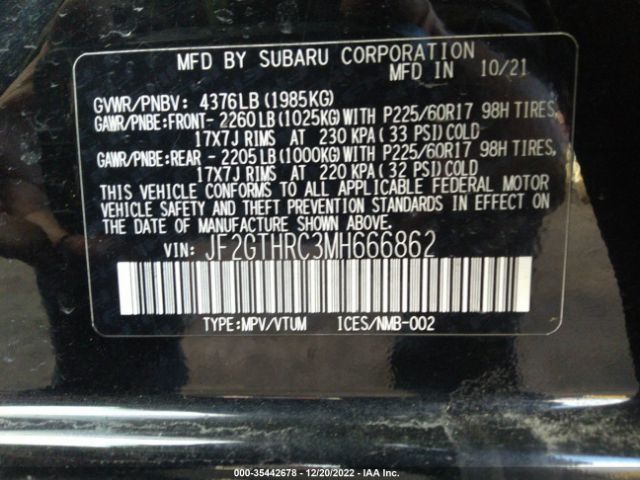 MFD BY SUBARU CORPORATION
MFD IN 10/21
GVWR/PNBV: 4376LB (1985KG)
GAWR/PNBE:FRONT- 2260 LB (1025KG) WITH P225/60R17 98H TIRES,
17X7J RIMS AT 230 KPA ( 33 PSI) COLD
GAWR/PNBE:REAR - 2205 LB (1000KG) WITH P225/60R17 98H TIRES,
17X7J RIMS AT 220 KPA ( 32 PSI) COLD
THIS VEHICLE CONFORMS TO ALL APPLICABLE FEDERAL MOTOR
VEHICLE SAFETY AND THEFT PREVENTION STANDARDS IN EFFECT ON
THE DATE OF MANUFACTURE SHOWN ABOVE.
VIN: JF2GTHRC3MH666862
TYPE:MPV/VTUM ICES/NMB-002
000-35442678 - 12/20/2022 - IAA Inc.